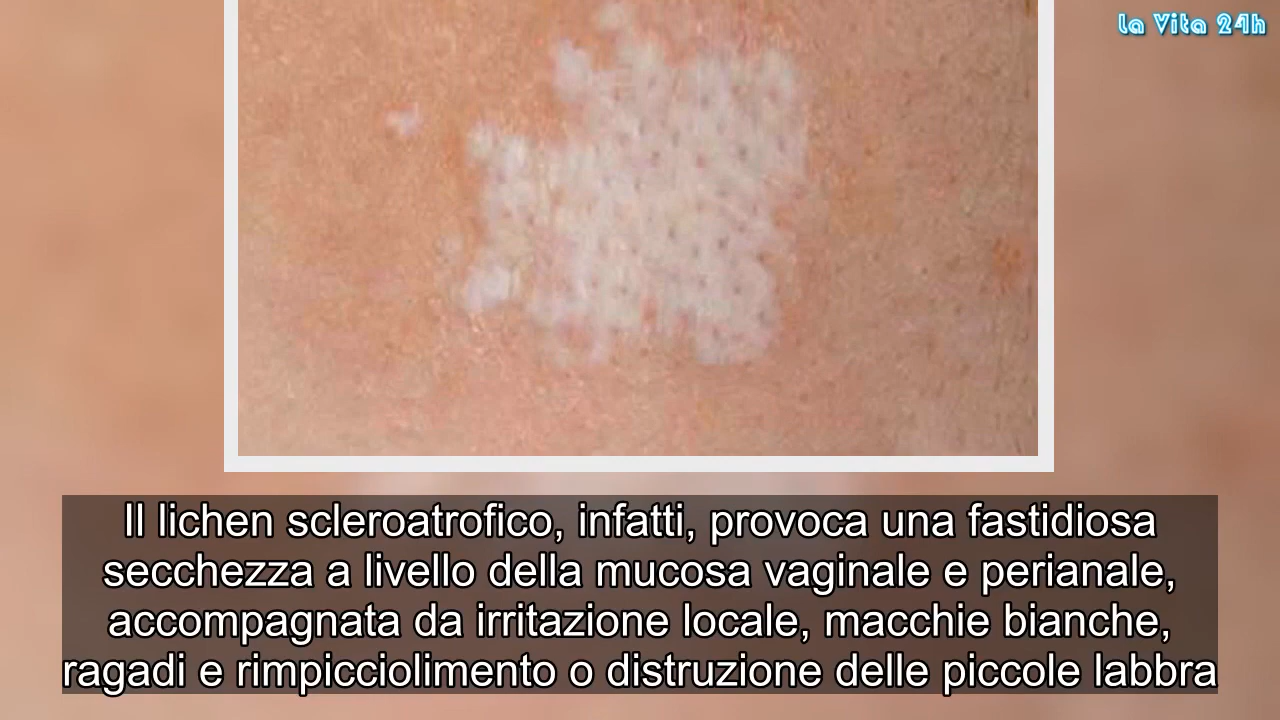 La Vita 24h
Il lichen scleroatrofico, infatti, provoca una fastidiosa
secchezza a livello della mucosa vaginale e perianale,
accompagnata da irritazione locale, macchie bianche,
ragadi e rimpicciolimento o distruzione delle piccole labbra